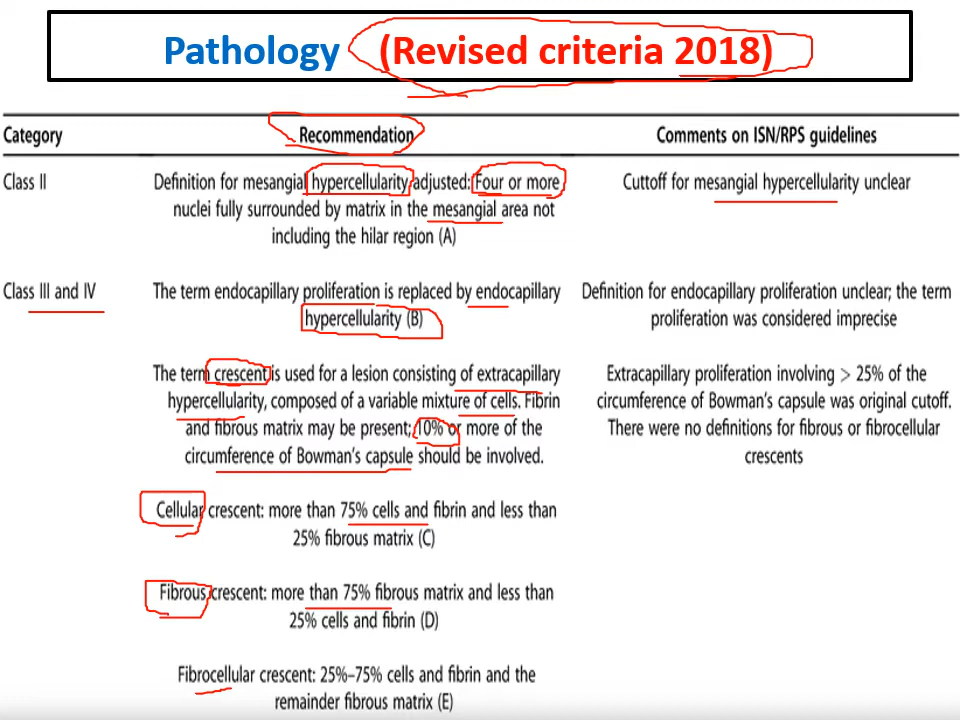 Pathology (Revised criteria 2018)
Category Recommendation Comments on ISN/RPS guidelines
Class II Definition for mesangial hypercellularity adjusted: Four or more Cuttoff for mesangial hypercellularity unclear
nuclei fully surrounded by matrix in the mesangial area not
including the hilar region (A)
Class III and IV The term endocapillary proliferation is replaced by endocapillary Definition for endocapillary proliferation unclear; the term
hypercellularity (B) proliferation was considered imprecise
The term crescent is used for a lesion consisting of extracapillary Extracapillary proliferation involving > 25% of the
hypercellularity, composed of a variable mixture of cells. Fibrin circumference of Bowman's capsule was original cutoff.
and fibrous matrix may be present; 10% or more of the There were no definitions for fibrous or fibrocellular
circumference of Bowman's capsule should be involved. crescents
Cellular crescent: more than 75% cells and fibrin and less than
25% fibrous matrix (C)
Fibrous crescent: more than 75% fibrous matrix and less than
25% cells and fibrin (D)
Fibrocellular crescent: 25%–75% cells and fibrin and the
remainder fibrous matrix (E)